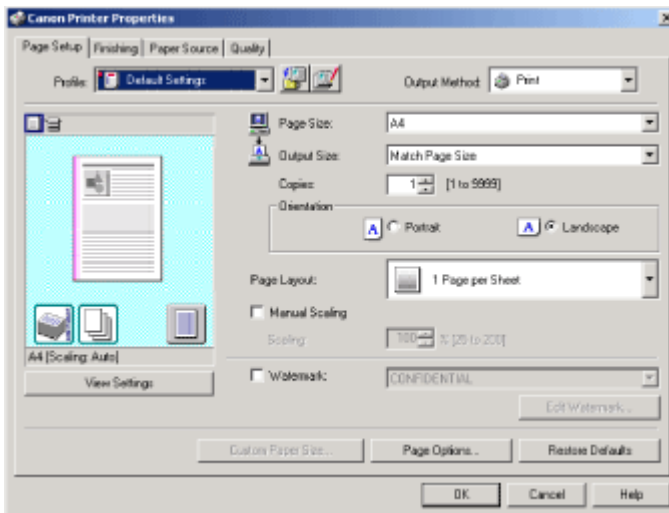 Canon Printer Properties
Page Setup Finishing Paper Source Quality
Profile: Default Settings Output Method: Print
Page Size: A4
Output Size: Match Page Size
Copies: 1 [1 to 9999]
Orientation
A Portrait A Landscape
Page Layout: 1 Page per Sheet
Manual Scaling
Scaling: 100 % [25 to 200]
A4 [Scaling: Auto]
View Settings
Watermark: CONFIDENTIAL
Edit Watermark...
Custom Paper Size... Page Options... Restore Defaults
OK Cancel Help